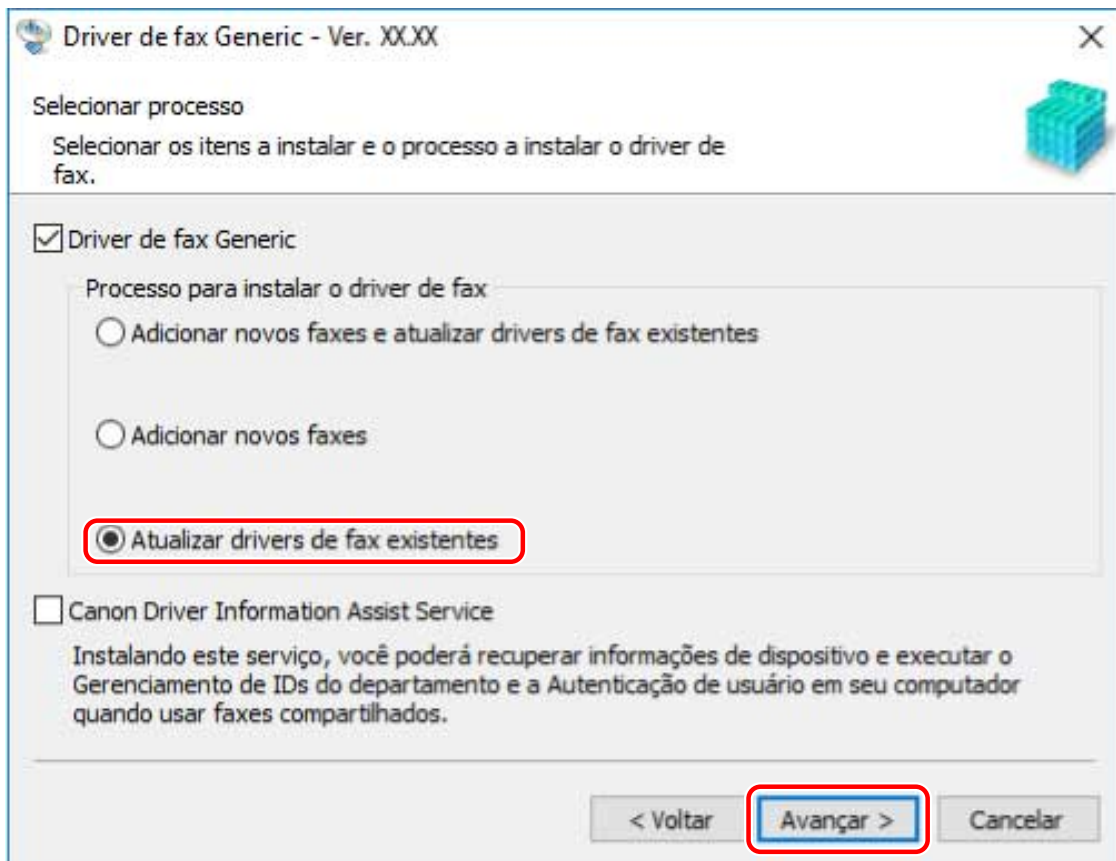 Driver de fax Generic - Ver. XX.XX
Selecionar processo
Selecionar os itens a instalar e o processo a instalar o driver de
fax.
Driver de fax Generic
Processo para instalar o driver de fax
Adicionar novos faxes e atualizar drivers de fax existentes
Adicionar novos faxes
Atualizar drivers de fax existentes
Canon Driver Information Assist Service
Instalando este serviço, você poderá recuperar informações de dispositivo e executar o
Gerenciamento de IDs do departamento e a Autenticação de usuário em seu computador
quando usar faxes compartilhados.
< Voltar Avançar > Cancelar